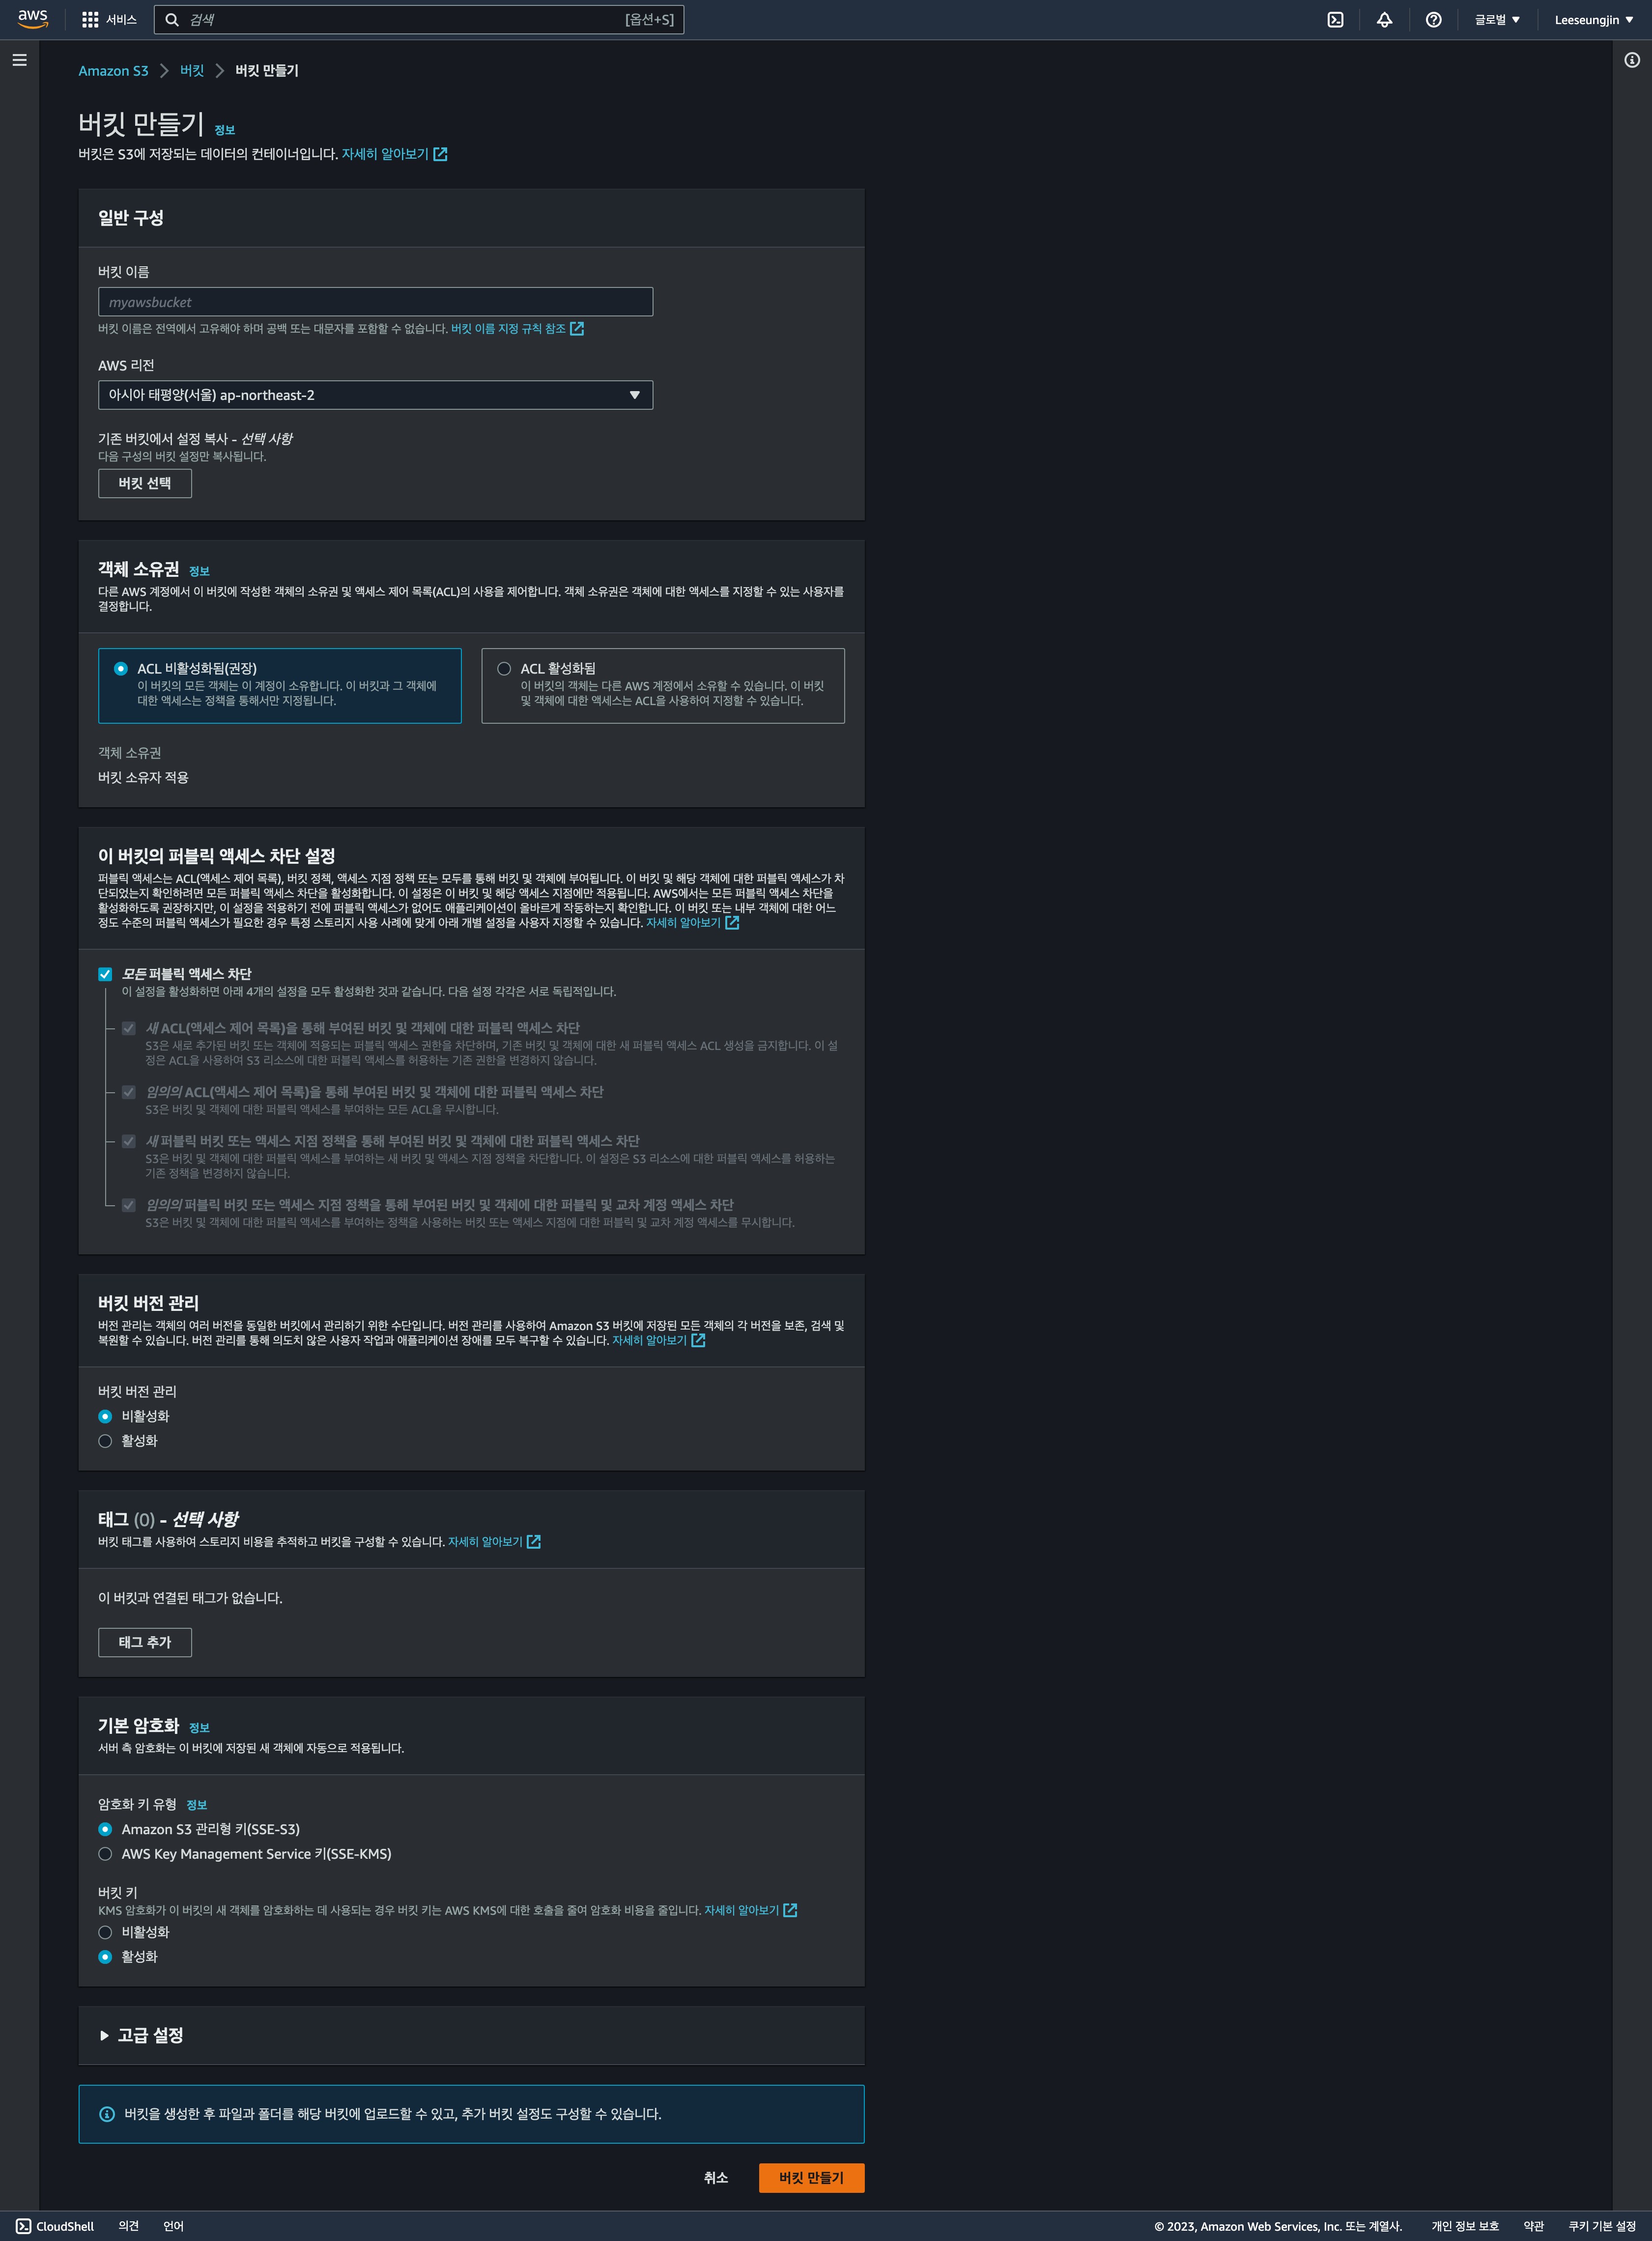 aws
서비스
검색
[옵션+S]
글로벌
Leeseungjin
Amazon S3
버킷
버킷 만들기
버킷 만들기 정보
버킷은 S3에 저장되는 데이터의 컨테이너입니다. 자세히 알아보기
일반 구성
버킷 이름
myawsbucket
버킷 이름은 전역에서 고유해야 하며 공백 또는 대문자를 포함할 수 없습니다. 버킷 이름 지정 규칙 참조
AWS 리전
아시아 태평양(서울) ap-northeast-2
기존 버킷에서 설정 복사 - 선택 사항
다음 구성의 버킷 설정만 복사됩니다.
버킷 선택
객체 소유권 정보
다른 AWS 계정에서 이 버킷에 작성한 객체의 소유권 및 액세스 제어 목록(ACL)의 사용을 제어합니다. 객체 소유권은 객체에 대한 액세스를 지정할 수 있는 사용자를
결정합니다.
ACL 비활성화됨(권장)
이 버킷의 모든 객체는 이 계정이 소유합니다. 이 버킷과 그 객체에
대한 액세스는 정책을 통해서만 지정됩니다.
ACL 활성화됨
이 버킷의 객체는 다른 AWS 계정에서 소유할 수 있습니다. 이 버킷
및 객체에 대한 액세스는 ACL을 사용하여 지정할 수 있습니다.
객체 소유권
버킷 소유자 적용
이 버킷의 퍼블릭 액세스 차단 설정
퍼블릭 액세스는 ACL(액세스 제어 목록), 버킷 정책, 액세스 지점 정책 또는 모두를 통해 버킷 및 객체에 부여됩니다. 이 버킷 및 해당 객체에 대한 퍼블릭 액세스가 차
단되었는지 확인하려면 모든 퍼블릭 액세스 차단을 활성화합니다. 이 설정은 이 버킷 및 해당 액세스 지점에만 적용됩니다. AWS에서는 모든 퍼블릭 액세스 차단을
활성화하도록 권장하지만, 이 설정을 적용하기 전에 퍼블릭 액세스가 없어도 애플리케이션이 올바르게 작동하는지 확인합니다. 이 버킷 또는 내부 객체에 대한 어느
정도 수준의 퍼블릭 액세스가 필요한 경우 특정 스토리지 사용 사례에 맞게 아래 개별 설정을 사용자 지정할 수 있습니다. 자세히 알아보기
모든 퍼블릭 액세스 차단
이 설정을 활성화하면 아래 4개의 설정을 모두 활성화한 것과 같습니다. 다음 설정 각각은 서로 독립적입니다.
새 ACL(액세스 제어 목록)을 통해 부여된 버킷 및 객체에 대한 퍼블릭 액세스 차단
S3은 새로 추가된 버킷 또는 객체에 적용되는 퍼블릭 액세스 권한을 차단하며, 기존 버킷 및 객체에 대한 새 퍼블릭 액세스 ACL 생성을 금지합니다. 이 설
정은 ACL을 사용하여 S3 리소스에 대한 퍼블릭 액세스를 허용하는 기존 권한을 변경하지 않습니다.
임의의 ACL(액세스 제어 목록)을 통해 부여된 버킷 및 객체에 대한 퍼블릭 액세스 차단
S3은 버킷 및 객체에 대한 퍼블릭 액세스를 부여하는 모든 ACL을 무시합니다.
새 퍼블릭 버킷 또는 액세스 지점 정책을 통해 부여된 버킷 및 객체에 대한 퍼블릭 액세스 차단
S3은 버킷 및 객체에 대한 퍼블릭 액세스를 부여하는 새 버킷 및 액세스 지점 정책을 차단합니다. 이 설정은 S3 리소스에 대한 퍼블릭 액세스를 허용하는
기존 정책을 변경하지 않습니다.
임의의 퍼블릭 버킷 또는 액세스 지점 정책을 통해 부여된 버킷 및 객체에 대한 퍼블릭 및 교차 계정 액세스 차단
S3은 버킷 및 객체에 대한 퍼블릭 액세스를 부여하는 정책을 사용하는 버킷 또는 액세스 지점에 대한 퍼블릭 및 교차 계정 액세스를 무시합니다.
버킷 버전 관리
버전 관리는 객체의 여러 버전을 동일한 버킷에서 관리하기 위한 수단입니다. 버전 관리를 사용하여 Amazon S3 버킷에 저장된 모든 객체의 각 버전을 보존, 검색 및
복원할 수 있습니다. 버전 관리를 통해 의도치 않은 사용자 작업과 애플리케이션 장애를 모두 복구할 수 있습니다. 자세히 알아보기
버킷 버전 관리
비활성화
활성화
태그 (0) - 선택 사항
버킷 태그를 사용하여 스토리지 비용을 추적하고 버킷을 구성할 수 있습니다. 자세히 알아보기
이 버킷과 연결된 태그가 없습니다.
태그 추가
기본 암호화 정보
서버 측 암호화는 이 버킷에 저장된 새 객체에 자동으로 적용됩니다.
암호화 키 유형 정보
Amazon S3 관리형 키(SSE-S3)
AWS Key Management Service 키(SSE-KMS)
버킷 키
KMS 암호화가 이 버킷의 새 객체를 암호화하는 데 사용되는 경우 버킷 키는 AWS KMS에 대한 호출을 줄여 암호화 비용을 줄입니다. 자세히 알아보기
비활성화
활성화
고급 설정
버킷을 생성한 후 파일과 폴더를 해당 버킷에 업로드할 수 있고, 추가 버킷 설정도 구성할 수 있습니다.
취소
버킷 만들기
CloudShell
의견
언어
© 2023, Amazon Web Services, Inc. 또는 계열사.
개인 정보 보호
약관
쿠키 기본 설정